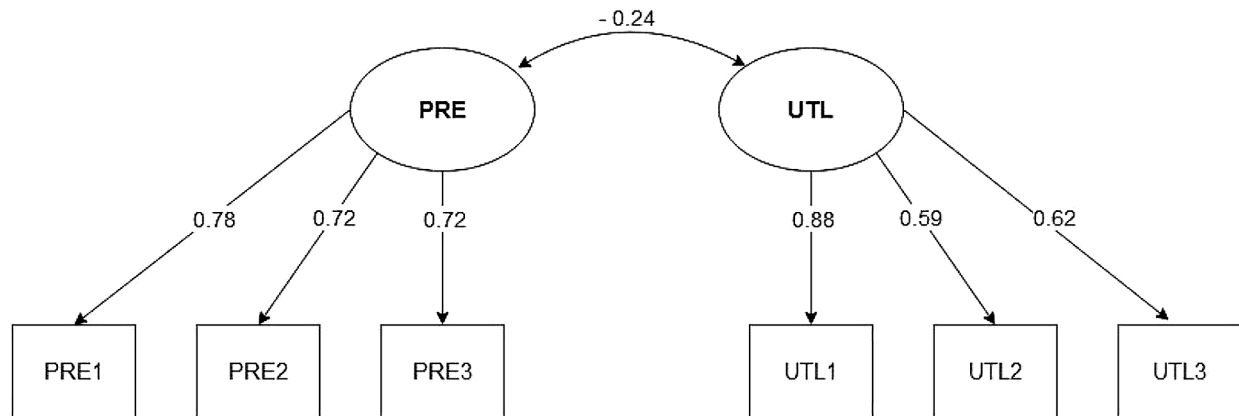 - 0.24
PRE
UTL
0.78
0.72
0.72
0.88
0.59
0.62
PRE1
PRE2
PRE3
UTL1
UTL2
UTL3